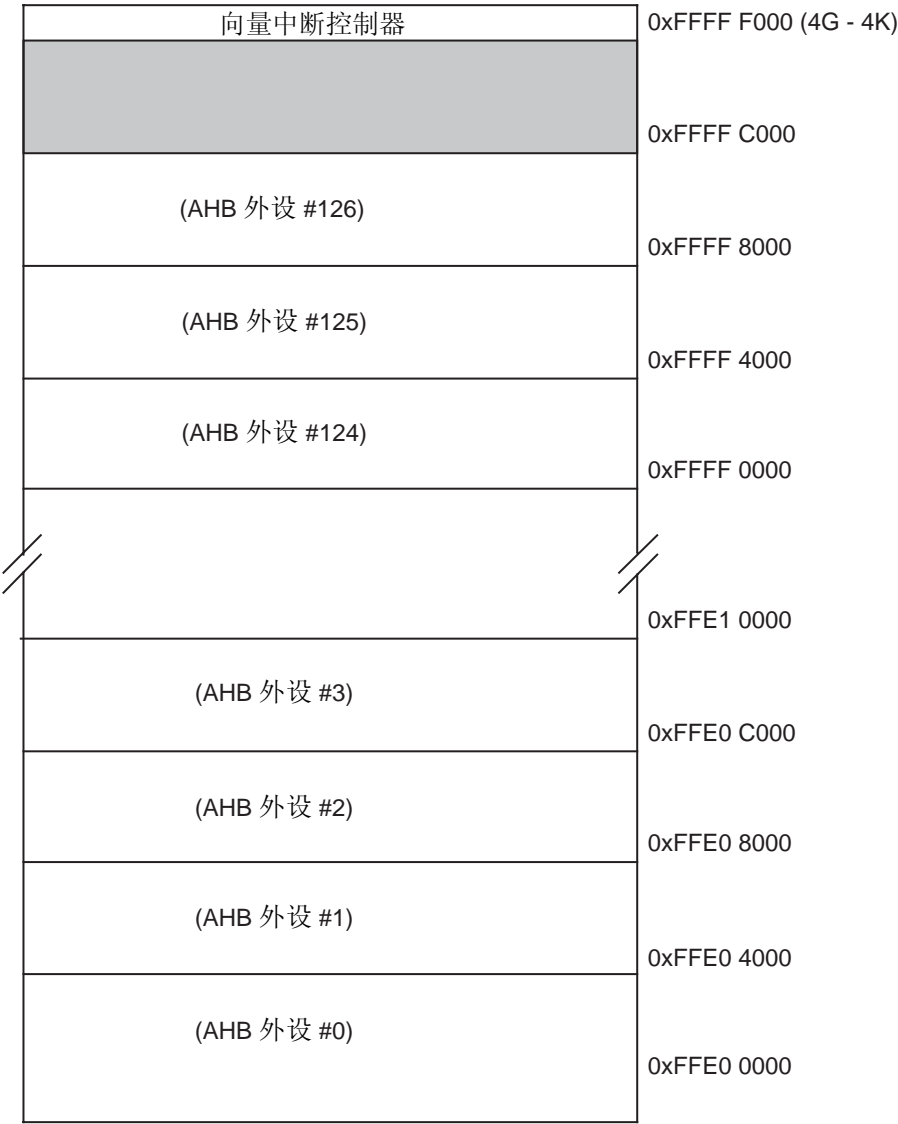 向量中断控制器
0xFFFF F000 (4G - 4K)
0xFFFF C000
(AHB 外设 #126)
0xFFFF 8000
(AHB 外设 #125)
0xFFFF 4000
(AHB 外设 #124)
0xFFFF 0000
0xFFE1 0000
(AHB 外设 #3)
0xFFE0 C000
(AHB 外设 #2)
0xFFE0 8000
(AHB 外设 #1)
0xFFE0 4000
(AHB 外设 #0)
0xFFE0 0000